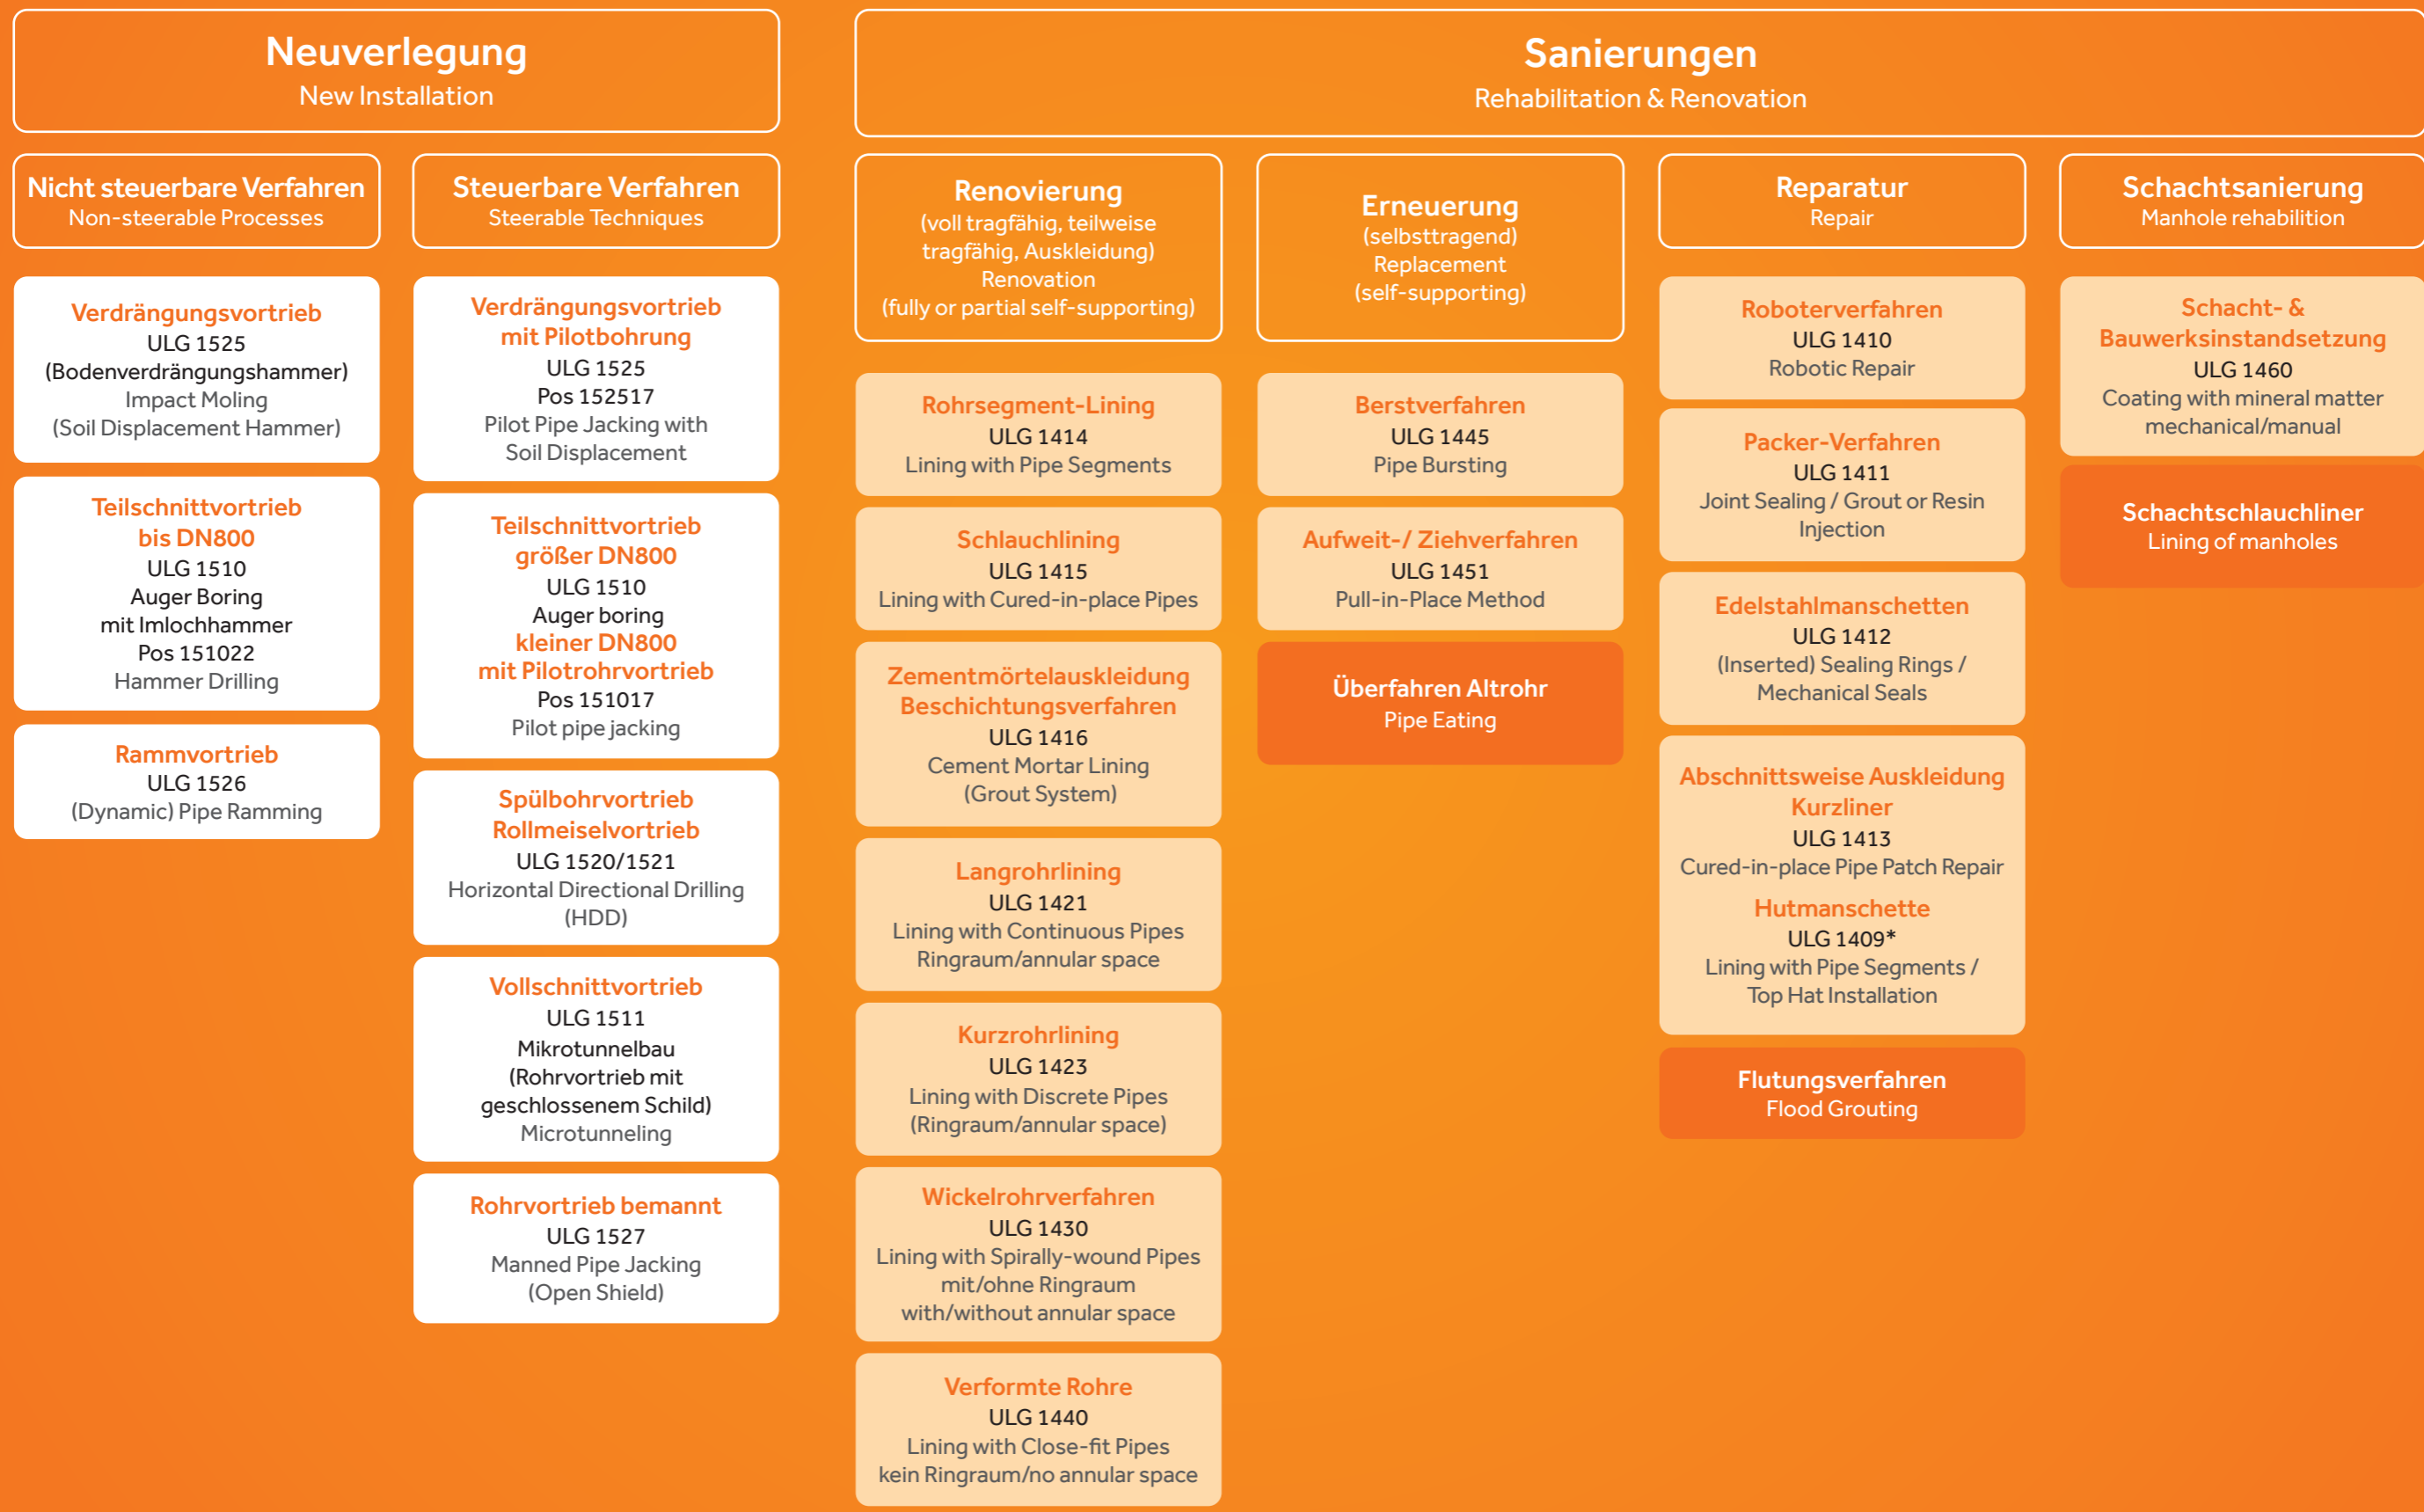 Neuverlegung
New Installation
Nicht steuerbare Verfahren
Non-steerable Processes
Verdrängungsvortrieb
ULG 1525
(Bodenverdrängungshammer)
Impact Moling
(Soil Displacement Hammer)
Teilschnittvortrieb
bis DN800
ULG 1510
Auger Boring
mit Imlochhammer
Pos 151022
Hammer Drilling
Rammvortrieb
ULG 1526
(Dynamic) Pipe Ramming
Steuerbare Verfahren
Steerable Techniques
Verdrängungsvortrieb
mit Pilotbohrung
ULG 1525
Pos 152517
Pilot Pipe Jacking with
Soil Displacement
Teilschnittvortrieb
größer DN800
ULG 1510
Auger boring
kleiner DN800
mit Pilotrohrvortrieb
Pos 151017
Pilot pipe jacking
Spülbohrvortrieb
Rollmeiselvortrieb
ULG 1520/1521
Horizontal Directional Drilling
(HDD)
Vollschnittvortrieb
ULG 1511
Mikrotunnelbau
(Rohrvortrieb mit
geschlossenem Schild)
Microtunneling
Rohrvortrieb bemannt
ULG 1527
Manned Pipe Jacking
(Open Shield)
Sanierungen
Rehabilitation & Renovation
Renovierung
(voll tragfähig, teilweise
tragfähig, Auskleidung)
Renovation
(fully or partial self-supporting)
Rohrsegment-Lining
ULG 1414
Lining with Pipe Segments
Schlauchlining
ULG 1415
Lining with Cured-in-place Pipes
Zementmörtelauskleidung
Beschichtungsverfahren
ULG 1416
Cement Mortar Lining
(Grout System)
Langrohrlining
ULG 1421
Lining with Continuous Pipes
Ringraum/annular space
Kurzrohrlining
ULG 1423
Lining with Discrete Pipes
(Ringraum/annular space)
Wickelrohrverfahren
ULG 1430
Lining with Spirally-wound Pipes
mit/ohne Ringraum
with/without annular space
Verformte Rohre
ULG 1440
Lining with Close-fit Pipes
kein Ringraum/no annular space
Erneuerung
(selbsttragend)
Replacement
(self-supporting)
Berstverfahren
ULG 1445
Pipe Bursting
Aufweit-/ Ziehverfahren
ULG 1451
Pull-in-Place Method
Überfahren Altrohr
Pipe Eating
Reparatur
Repair
Roboterverfahren
ULG 1410
Robotic Repair
Packer-Verfahren
ULG 1411
Joint Sealing / Grout or Resin
Injection
Edelstahlmanschetten
ULG 1412
(Inserted) Sealing Rings /
Mechanical Seals
Abschnittsweise Auskleidung
Kurzliner
ULG 1413
Cured-in-place Pipe Patch Repair
Hutmanschette
ULG 1409*
Lining with Pipe Segments /
Top Hat Installation
Flutungsverfahren
Flood Grouting
Schachtsanierung
Manhole rehabilition
Schacht- &
Bauwerksinstandsetzung
ULG 1460
Coating with mineral matter
mechanical/manual
Schachtschlauchliner
Lining of manholes